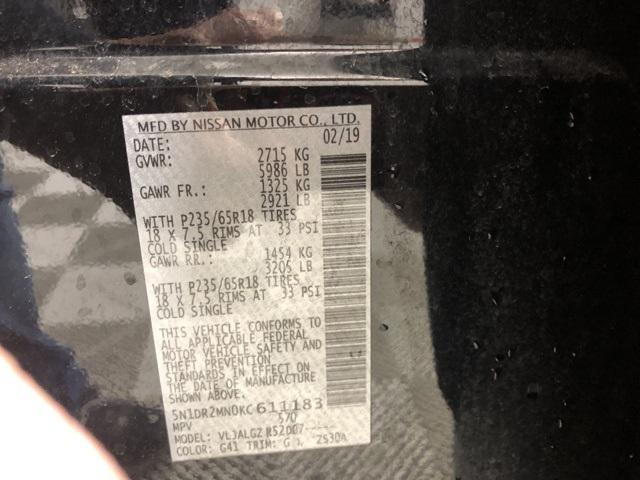 MFD BY NISSAN MOTOR CO., LTD.
DATE: 02/19
GVWR: 2715 KG
5986 LB
GAWR FR.: 1325 KG
2921 LB
WITH P235/65R18 TIRES
18 X 7.5 RIMS AT 33 PSI
COLD SINGLE
GAWR RR.: 1454 KG
3205 LB
WITH P235/65R18 TIRES
18 X 7.5 RIMS AT 33 PSI
COLD SINGLE
THIS VEHICLE CONFORMS TO
ALL APPLICABLE FEDERAL
MOTOR VEHICLE SAFETY AND
THEFT PREVENTION
STANDARDS IN EFFECT ON
THE DATE OF MANUFACTURE
SHOWN ABOVE.
5N1DR2MN0KC 611183
MPV 570
MODEL: VLJALGZ R52UU7-----
COLOR: G41 TRIM: G